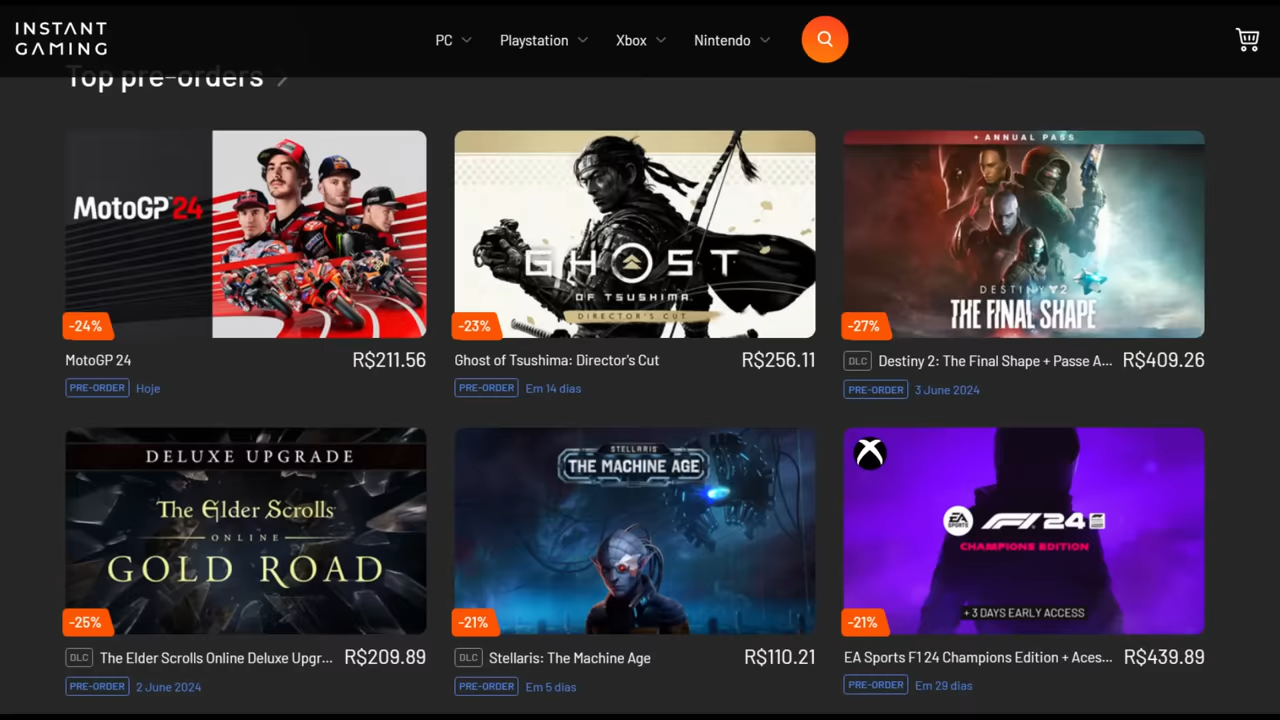 INSTANT
GAMING
PC
Playstation
Xbox
Nintendo
Top pre-orders
MotoGP 24
-24%
MotoGP 24
R$211.56
PRE-ORDER Hoje
GHOST
OF TSUSHIMA
DIRECTOR'S CUT
-23%
Ghost of Tsushima: Director's Cut
R$256.11
PRE-ORDER Em 14 dias
+ ANNUAL PASS
DESTINY 2
THE FINAL SHAPE
-27%
DLC Destiny 2: The Final Shape + Passe A...
R$409.26
PRE-ORDER 3 June 2024
DELUXE UPGRADE
The Elder Scrolls
ONLINE
GOLD ROAD
-25%
DLC The Elder Scrolls Online Deluxe Upgr...
R$209.89
PRE-ORDER 2 June 2024
STELLARIS
THE MACHINE AGE
-21%
DLC Stellaris: The Machine Age
R$110.21
PRE-ORDER Em 5 dias
EA
SPORTS
F1 24
CHAMPIONS EDITION
+ 3 DAYS EARLY ACCESS
-21%
EA Sports F1 24 Champions Edition + Aces...
R$439.89
PRE-ORDER Em 29 dias